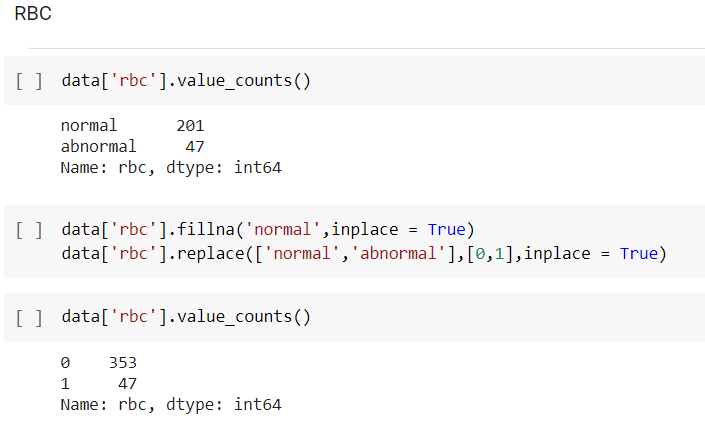 RBC
[ ] data['rbc'].value_counts()
normal      201
abnormal     47
Name: rbc, dtype: int64
[ ] data['rbc'].fillna('normal',inplace = True)
data['rbc'].replace(['normal','abnormal'],[0,1],inplace = True)
[ ] data['rbc'].value_counts()
0    353
1     47
Name: rbc, dtype: int64